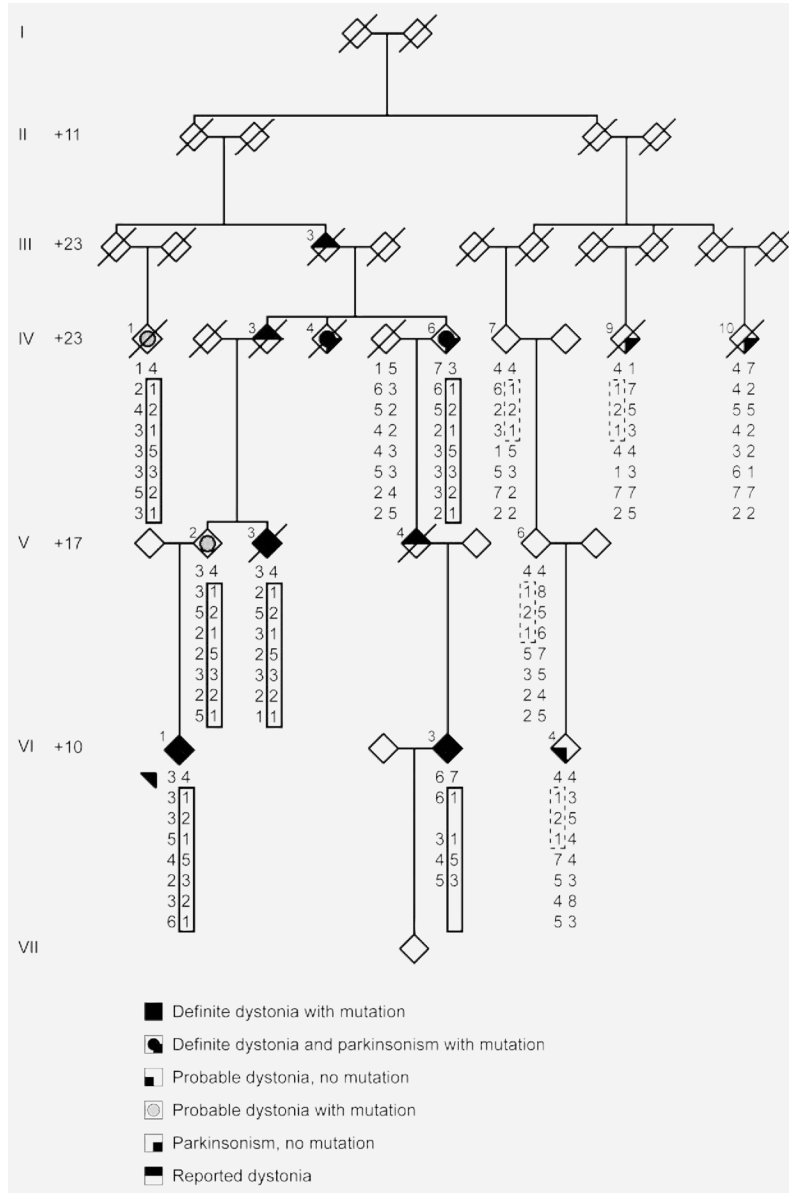 I
II +11
III +23 3
IV +23 1 3 4 6 7 9 10
1 4 1 5 7 3 4 4 4 1 4 7
2 1 6 3 6 1 6 1 1 7 4 2
4 2 5 2 5 2 2 2 2 5 5 5
3 1 4 2 2 1 3 1 1 3 4 2
3 5 4 3 3 5 1 5 4 4 3 2
3 3 5 3 3 3 5 3 1 3 6 1
5 2 2 4 3 2 7 2 7 7 7 7
3 1 2 5 2 1 2 2 2 5 2 2
V +17 2 3 4 6
3 4 3 4 4 4
3 1 2 1 1 8
5 2 5 2 2 5
2 1 3 1 1 6
2 5 2 5 5 7
3 3 3 3 3 5
2 2 2 2 2 4
5 1 1 1 2 5
VI +10 1 3 4
3 4 6 7 4 4
3 1 6 1 1 3
3 2 2 5
5 1 3 1 1 4
4 5 4 5 7 4
2 3 5 3 5 3
3 2 4 8
6 1 5 3
VII
Definite dystonia with mutation
Definite dystonia and parkinsonism with mutation
Probable dystonia, no mutation
Probable dystonia with mutation
Parkinsonism, no mutation
Reported dystonia